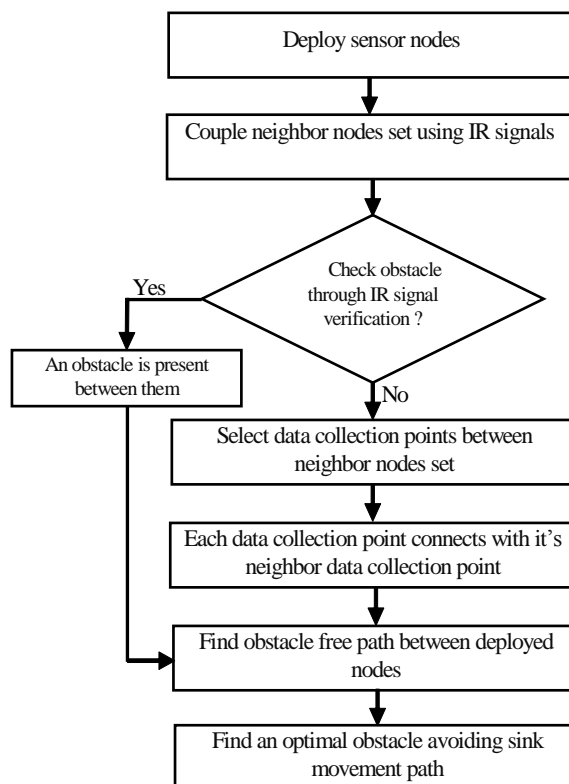 Deploy sensor nodes
Couple neighbor nodes set using IR signals
Check obstacle
through IR signal
verification ?
Yes
An obstacle is present
between them
No
Select data collection points between
neighbor nodes set
Each data collection point connects with it's
neighbor data collection point
Find obstacle free path between deployed
nodes
Find an optimal obstacle avoiding sink
movement path